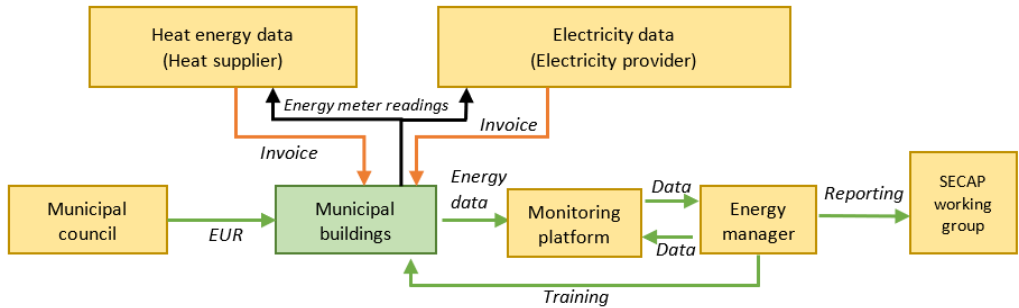 Heat energy data
(Heat supplier)
Electricity data
(Electricity provider)
Energy meter readings
Invoice
Invoice
Municipal
council
EUR
Municipal
buildings
Energy
data
Monitoring
platform
Data
Data
Energy
manager
Reporting
SECAP
working
group
Training